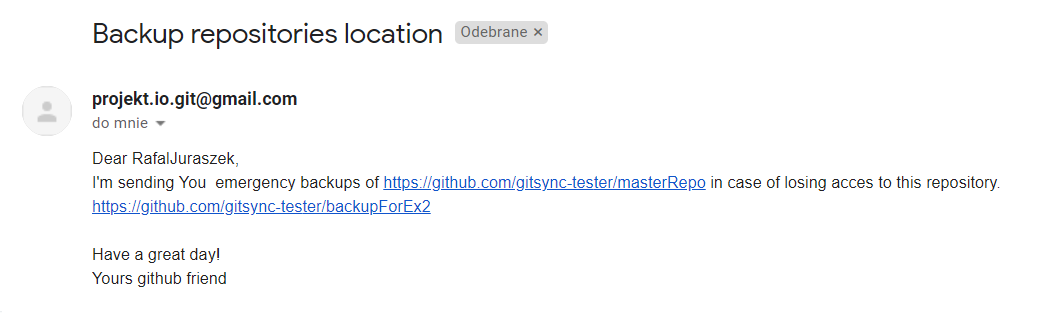 Backup repositories location Odebrane ×
projekt.io.git@gmail.com
do mnie
Dear RafalJuraszek,
I'm sending You  emergency backups of https://github.com/gitsync-tester/masterRepo in case of losing acces to this repository.
https://github.com/gitsync-tester/backupForEx2
Have a great day!
Yours github friend